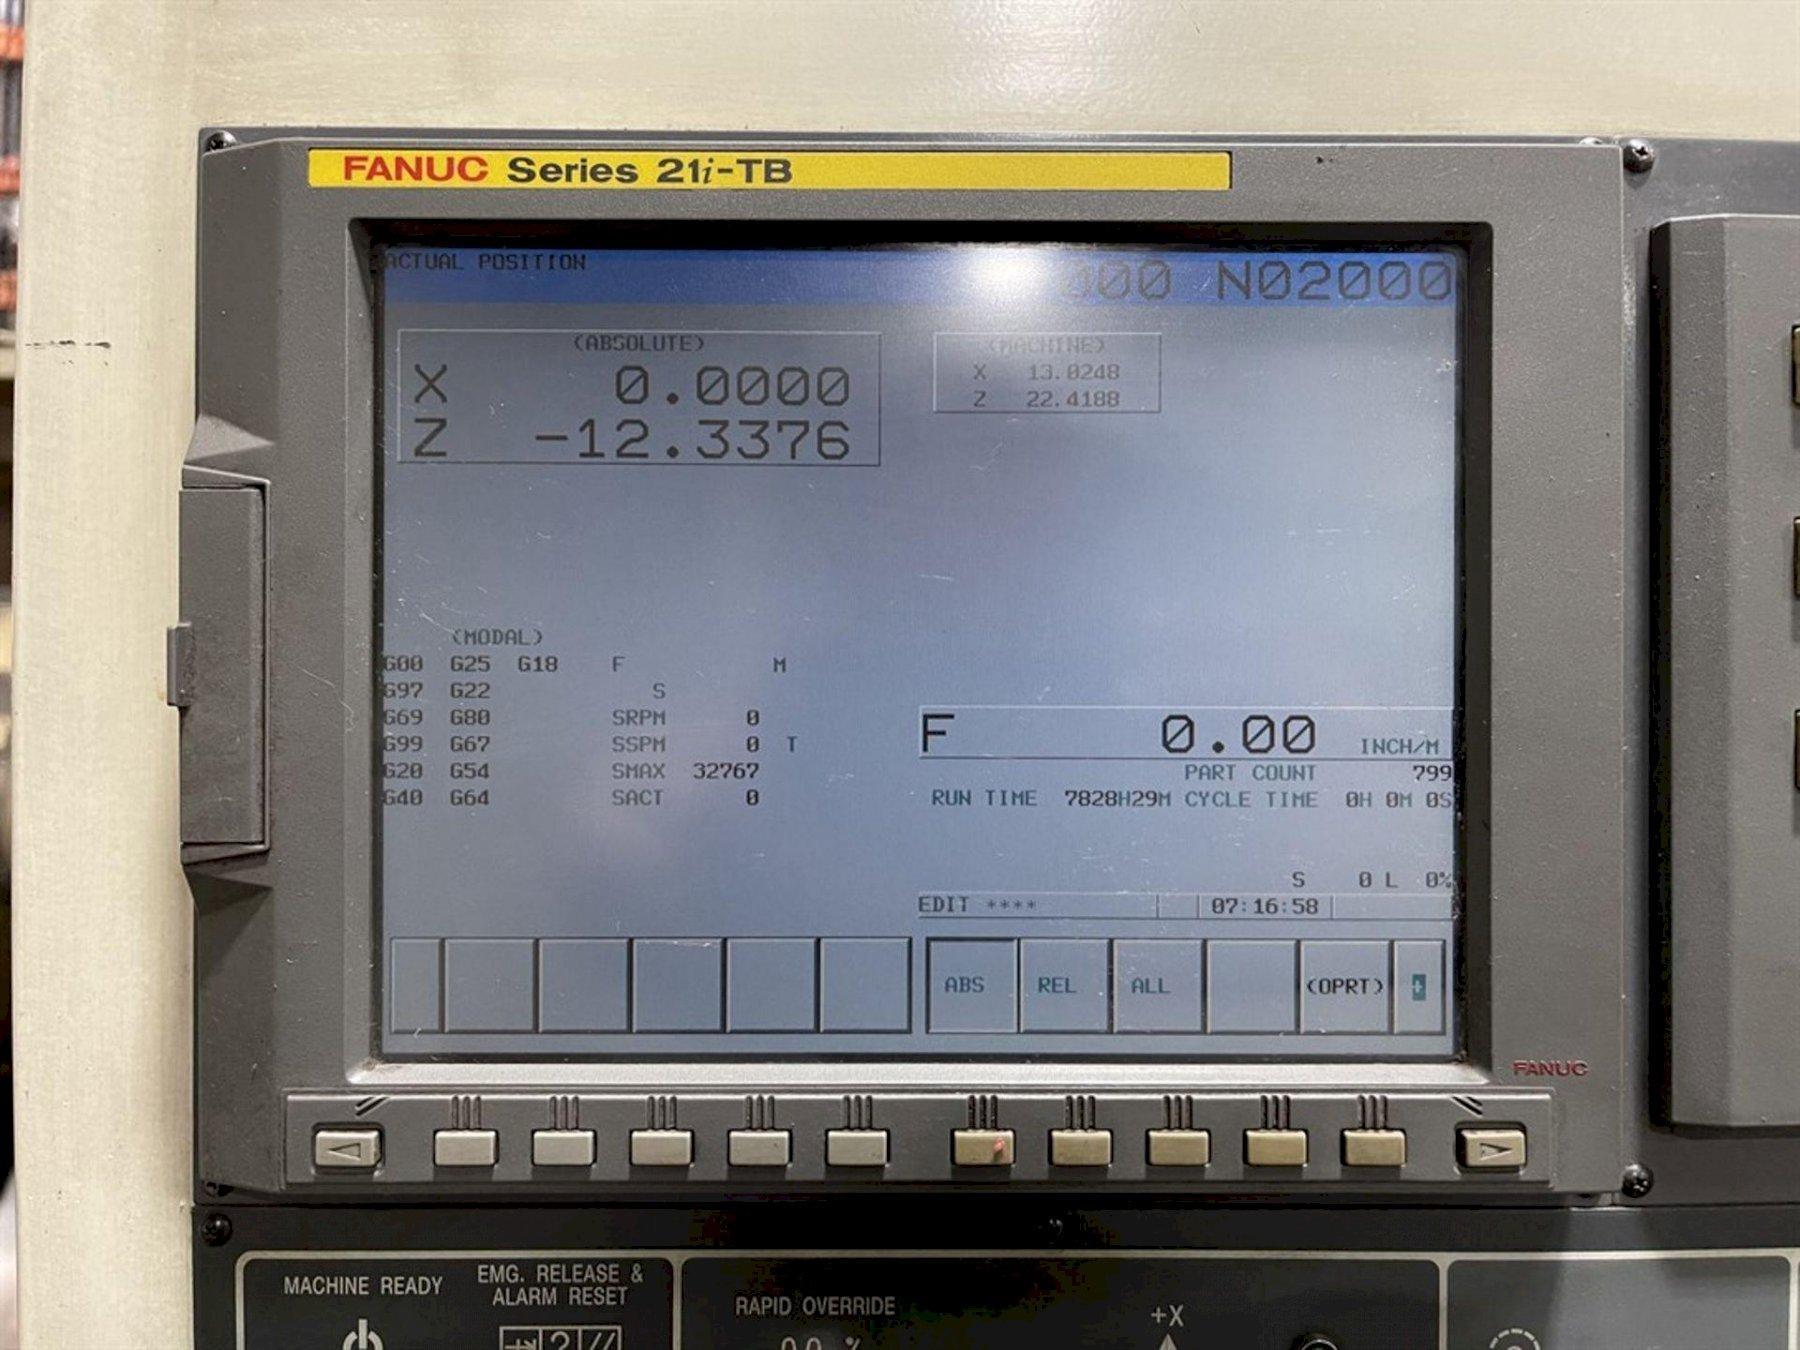 FANUC Series 21i-TB
ACTUAL POSITION
N02000
(ABSOLUTE)
X 0.0000
Z -12.3376
(MACHINE)
X 13.0248
Z 22.4188
(MODAL)
G00 G25 G18 F M
G97 G22 S
G69 G80 SRPM 0
G99 G67 SSPM 0 T
G20 G54 SMAX 32767
G40 G64 SACT 0
F 0.00 INCH/M
PART COUNT 799
RUN TIME 7828H29M CYCLE TIME 0H 0M 0S
S 0 L 0%
EDIT **** 07:16:58
ABS REL ALL (OPRT) +
FANUC
MACHINE READY
EMG. RELEASE &
ALARM RESET
RAPID OVERRIDE
+X